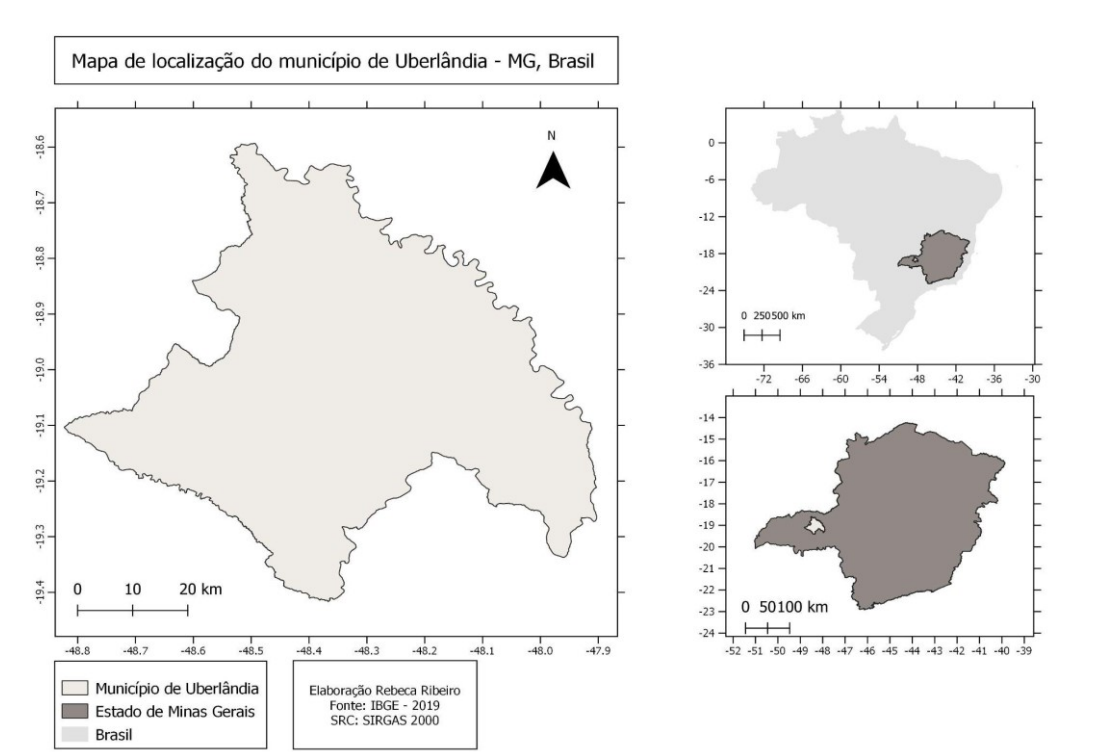 Mapa de localização do município de Uberlândia - MG, Brasil
N
-18.6
-18.7
-18.8
-18.9
-19.0
-19.1
-19.2
-19.3
-19.4
0 10 20 km
-48.8 -48.7 -48.6 -48.5 -48.4 -48.3 -48.2 -48.1 -48.0 -47.9
Município de Uberlândia
Estado de Minas Gerais
Brasil
Elaboração Rebeca Ribeiro
Fonte: IBGE - 2019
SRC: SIRGAS 2000
0
-6
-12
-18
-24
-30
-36
0 250500 km
-72 -66 -60 -54 -48 -42 -36 -30
-14
-15
-16
-17
-18
-19
-20
-21
-22
-23
-24
0 50100 km
-52 -51 -50 -49 -48 -47 -46 -45 -44 -43 -42 -41 -40 -39